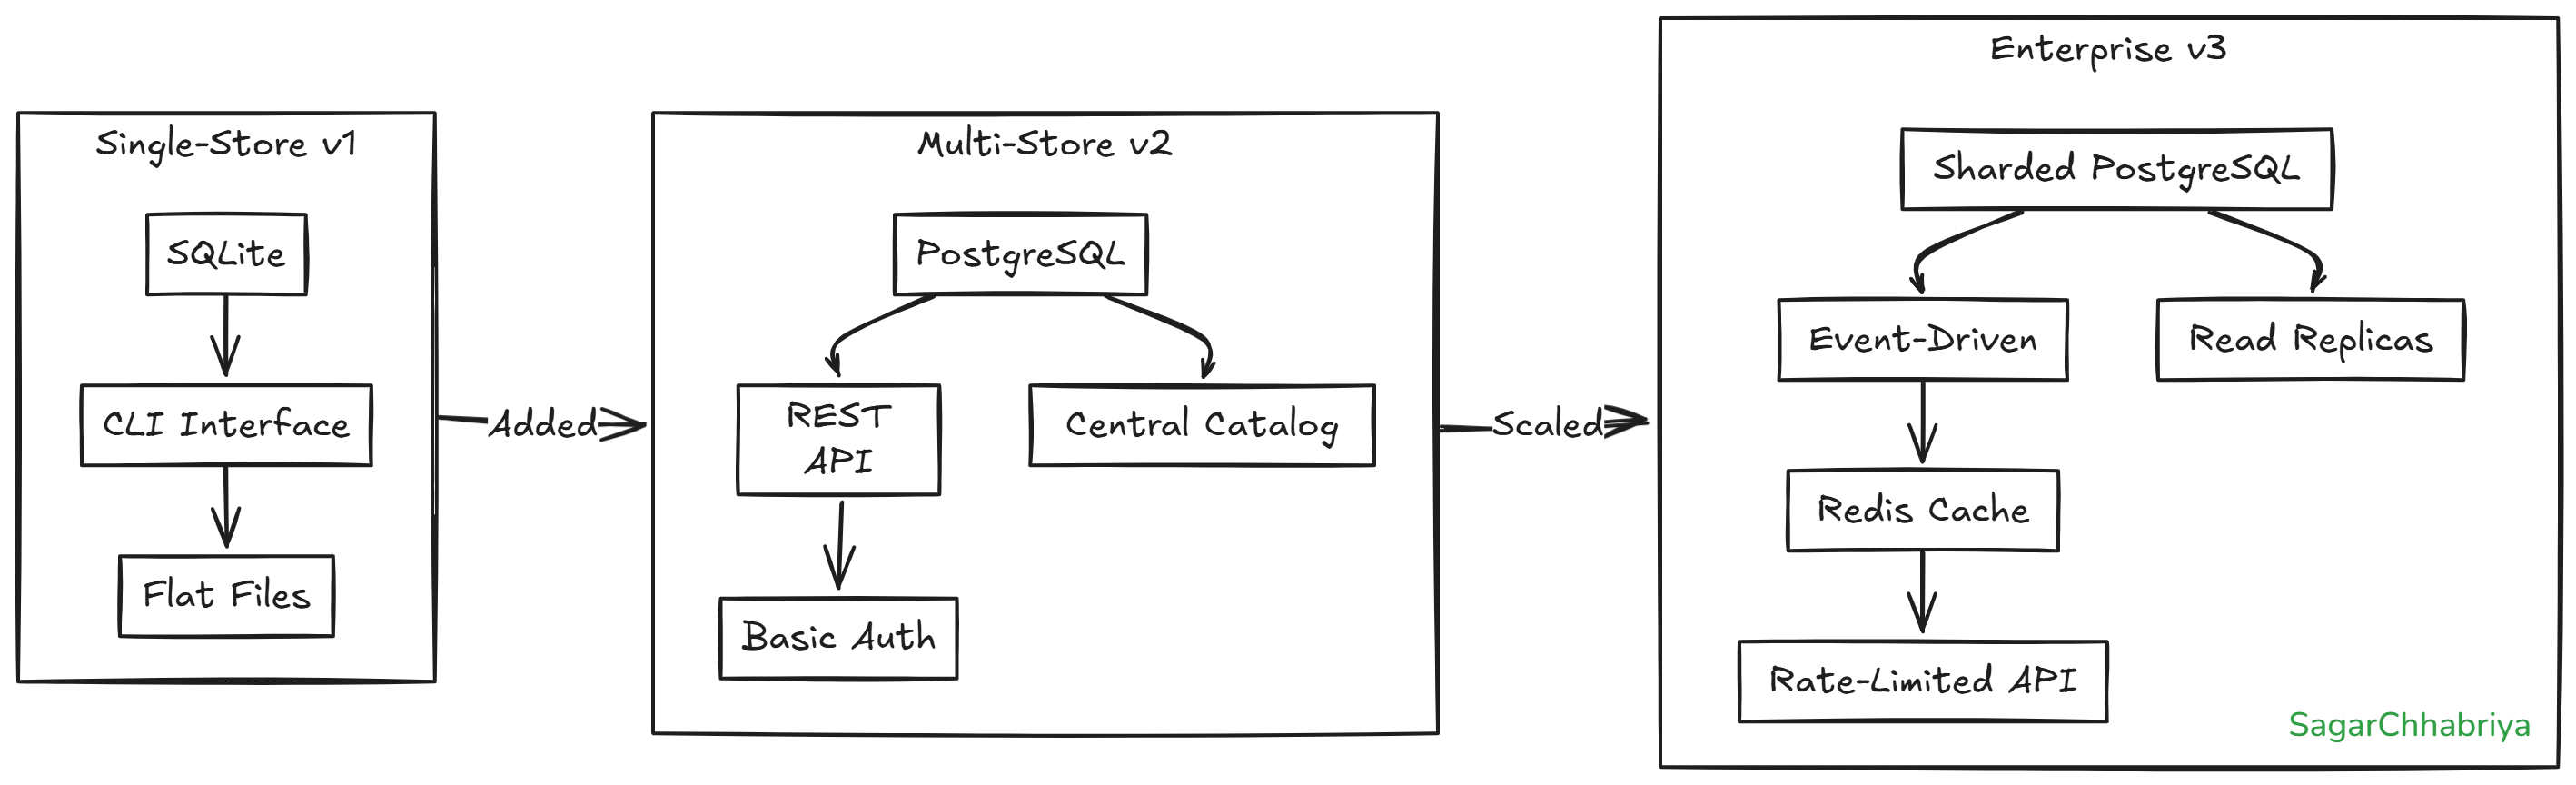 Single-Store v1
SQLite
CLI Interface
Flat Files
Added
Multi-Store v2
PostgreSQL
REST
API
Central Catalog
Basic Auth
Scaled
Enterprise v3
Sharded PostgreSQL
Event-Driven
Read Replicas
Redis Cache
Rate-Limited API
SagarChhabriya